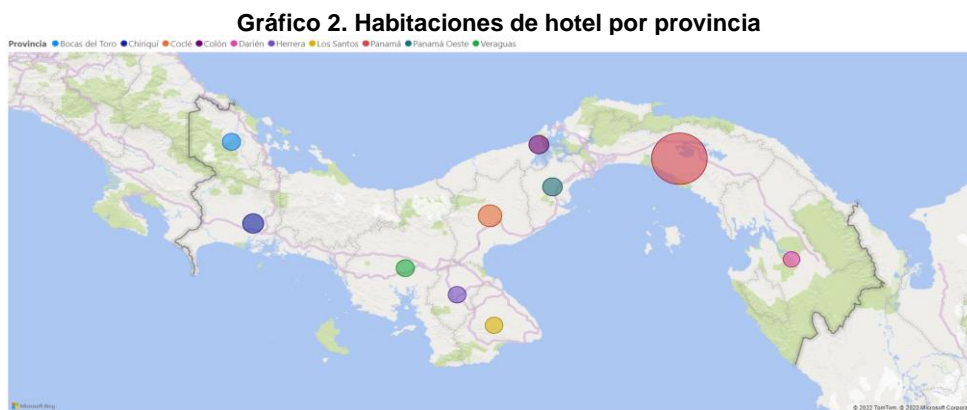 Gráfico 2. Habitaciones de hotel por provincia
Provincia Bocas del Toro Chiriquí Coclé Colón Darién Herrera Los Santos Panamá Panamá Oeste Veraguas
Microsoft Bing
© 2022 TomTom, © 2022 Microsoft Corpora